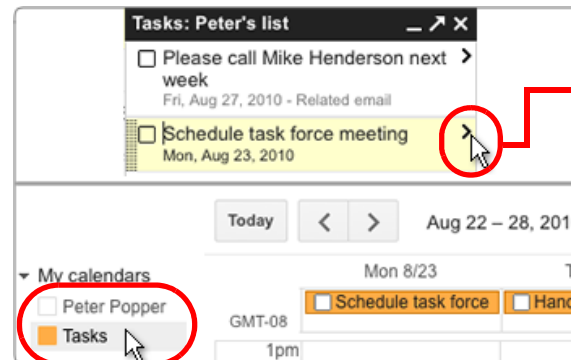 Tasks: Peter's list
Please call Mike Henderson next
week
Fri, Aug 27, 2010 - Related email
Schedule task force meeting
Mon, Aug 23, 2010
Today
Aug 22 – 28, 201
My calendars
Mon 8/23
T
Peter Popper
Schedule task force
Hand
GMT-08
Tasks
1pm